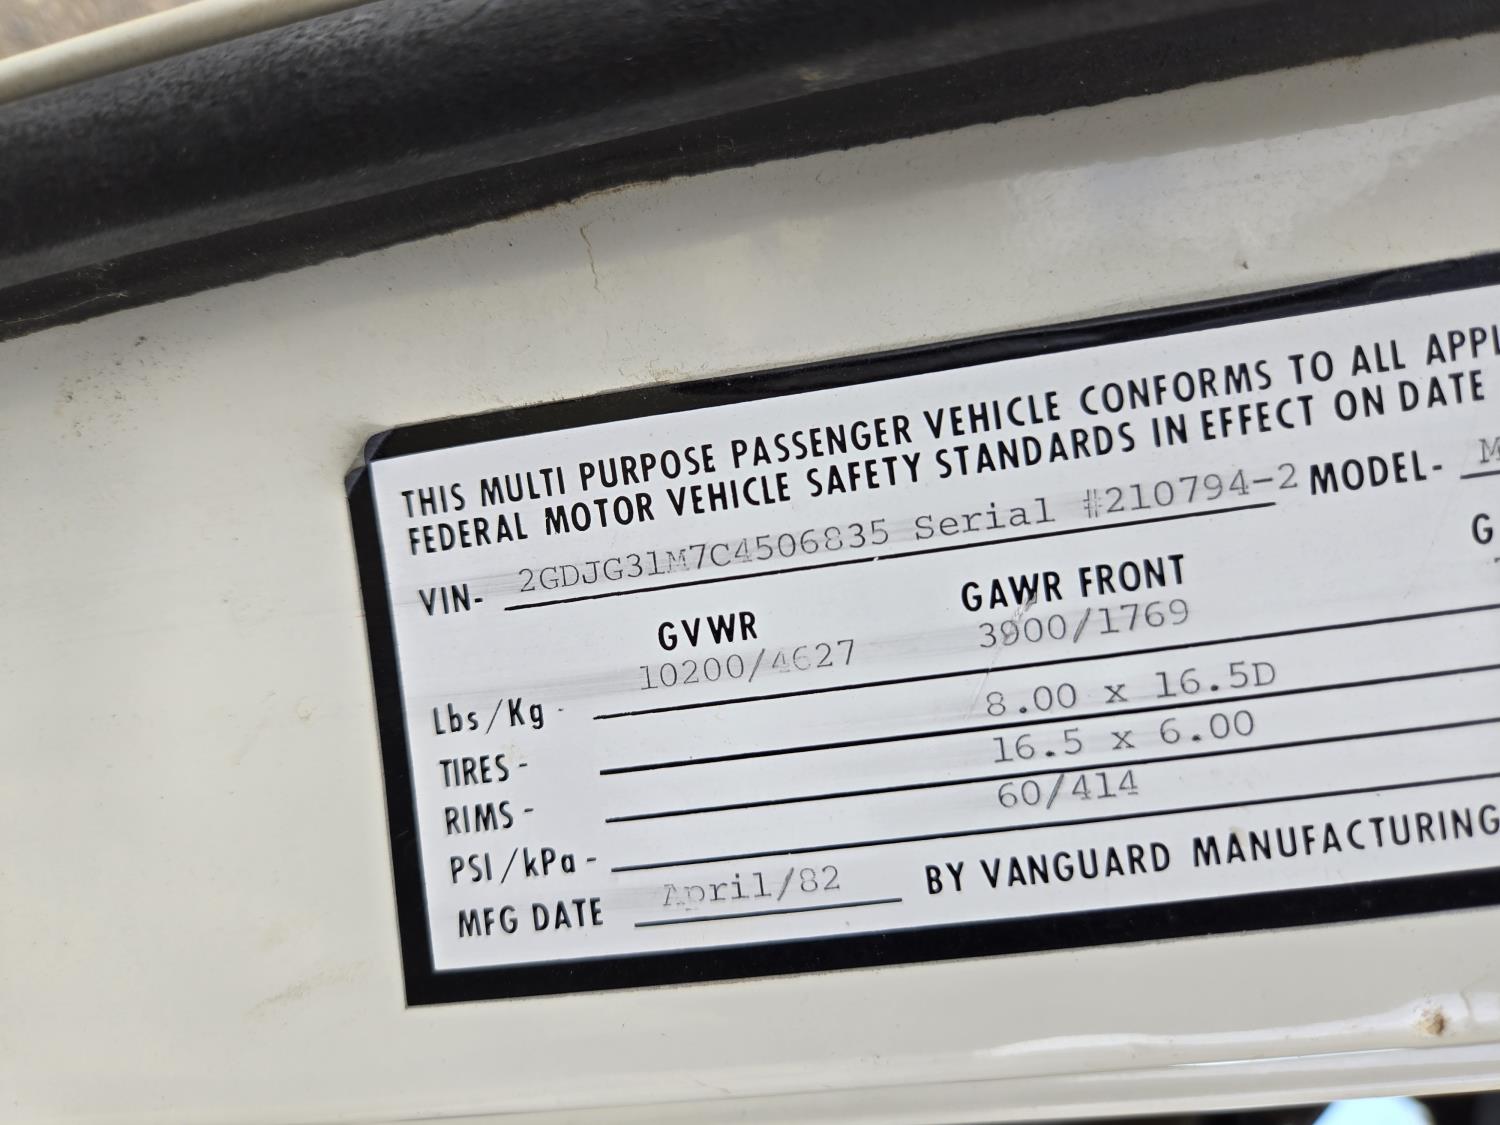 THIS MULTI PURPOSE PASSENGER VEHICLE CONFORMS TO ALL APPL
FEDERAL MOTOR VEHICLE SAFETY STANDARDS IN EFFECT ON DATE
VIN- 2GDJG31M7C4506835 Serial #210794-2 MODEL- M
GVWR GAWR FRONT G
Lbs/Kg - 10200/4627 3900/1769
TIRES - 8.00 x 16.5D
RIMS - 16.5 x 6.00
PSI/kPa - 60/414
MFG DATE April/82 BY VANGUARD MANUFACTURING